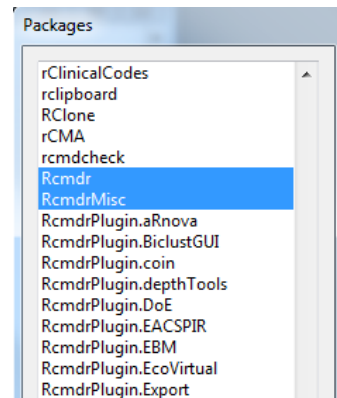 Packages
rClinicalCodes
rclipboard
RClone
rCMA
rcmdcheck
Rcmdr
RcmdrMisc
RcmdrPlugin.aRnova
RcmdrPlugin.BiclustGUI
RcmdrPlugin.coin
RcmdrPlugin.depthTools
RcmdrPlugin.DoE
RcmdrPlugin.EACSPIR
RcmdrPlugin.EBM
RcmdrPlugin.EcoVirtual
RcmdrPlugin.Export